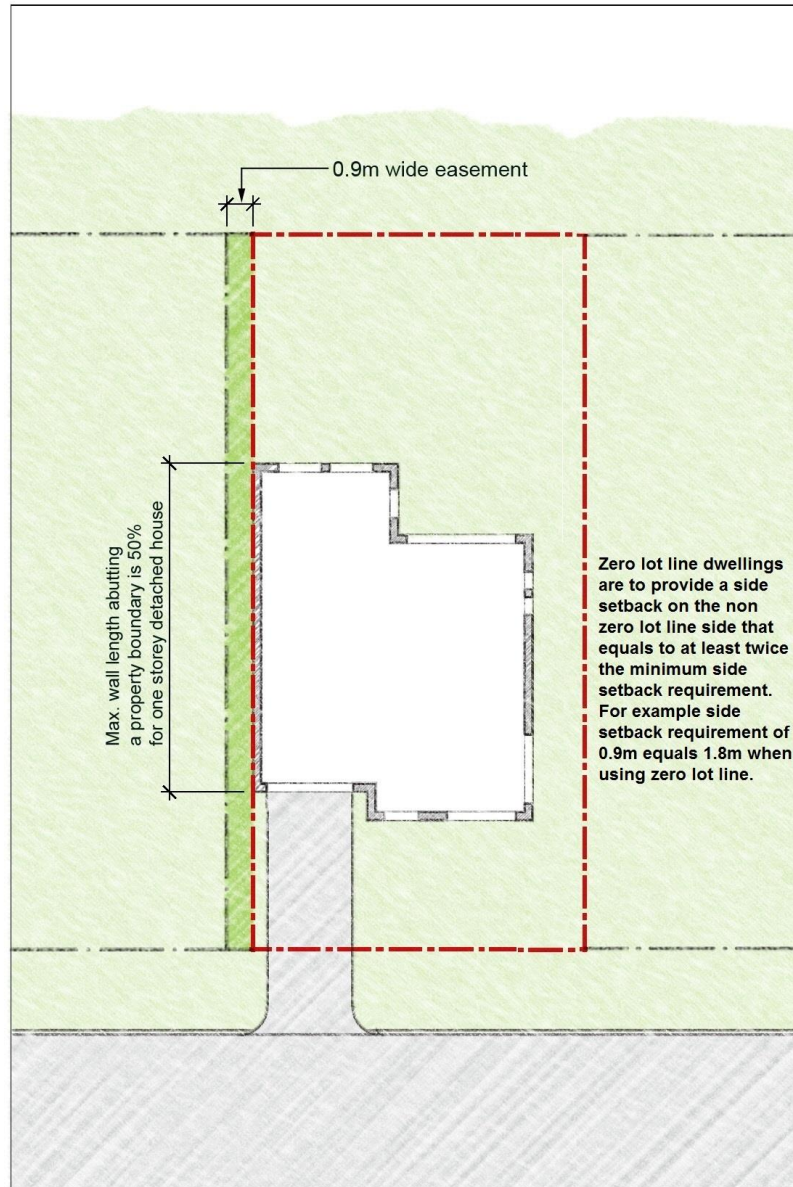 0.9m wide easement
Max. wall length abutting
a property boundary is 50%
for one storey detached house
Zero lot line dwellings
are to provide a side
setback on the non
zero lot line side that
equals to at least twice
the minimum side
setback requirement.
For example side
setback requirement of
0.9m equals 1.8m when
using zero lot line.